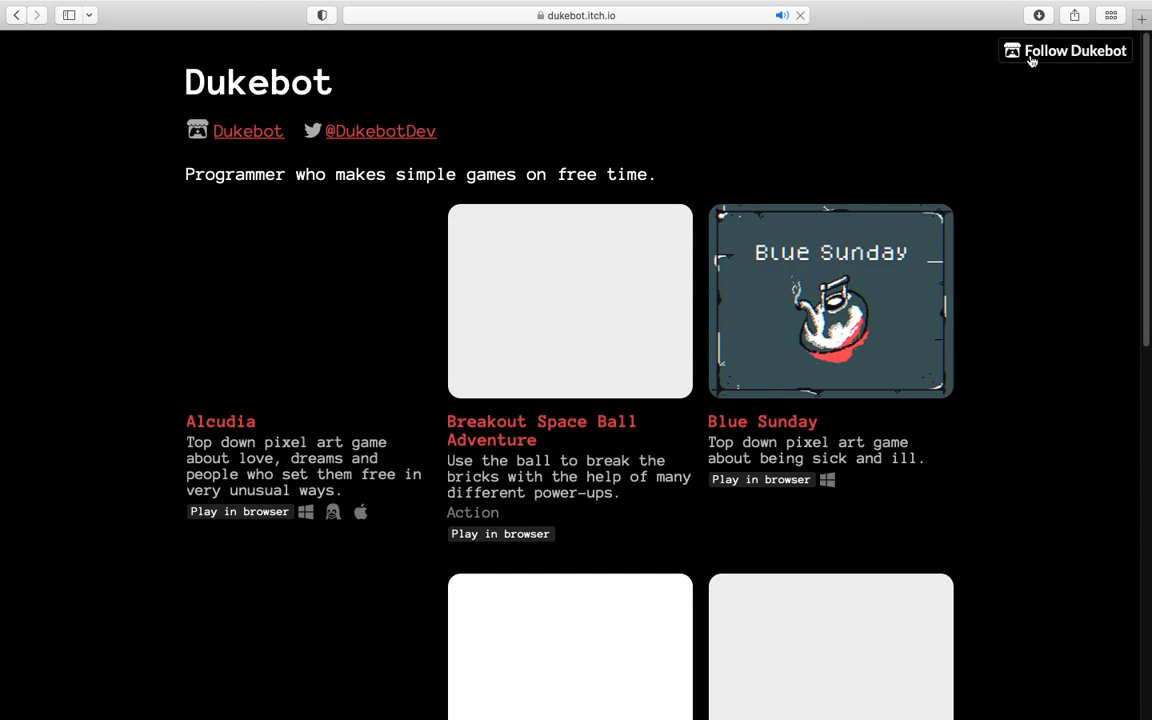 dukebot.itch.io
Follow Dukebot
Dukebot
Dukebot @DukebotDev
Programmer who makes simple games on free time.
Blue Sunday
Alcudia
Top down pixel art game
about love, dreams and
people who set them free in
very unusual ways.
Play in browser
Breakout Space Ball
Adventure
Use the ball to break the
bricks with the help of many
different power-ups.
Action
Play in browser
Blue Sunday
Top down pixel art game
about being sick and ill.
Play in browser